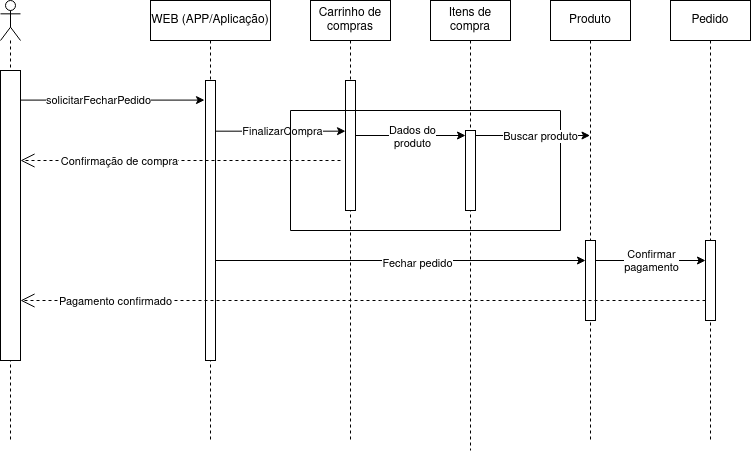 WEB (APP/Aplicação)
Carrinho de
compras
Itens de
compra
Produto
Pedido
solicitarFecharPedido
FinalizarCompra
Dados do
produto
Buscar produto
Confirmação de compra
Fechar pedido
Confirmar
pagamento
Pagamento confirmado